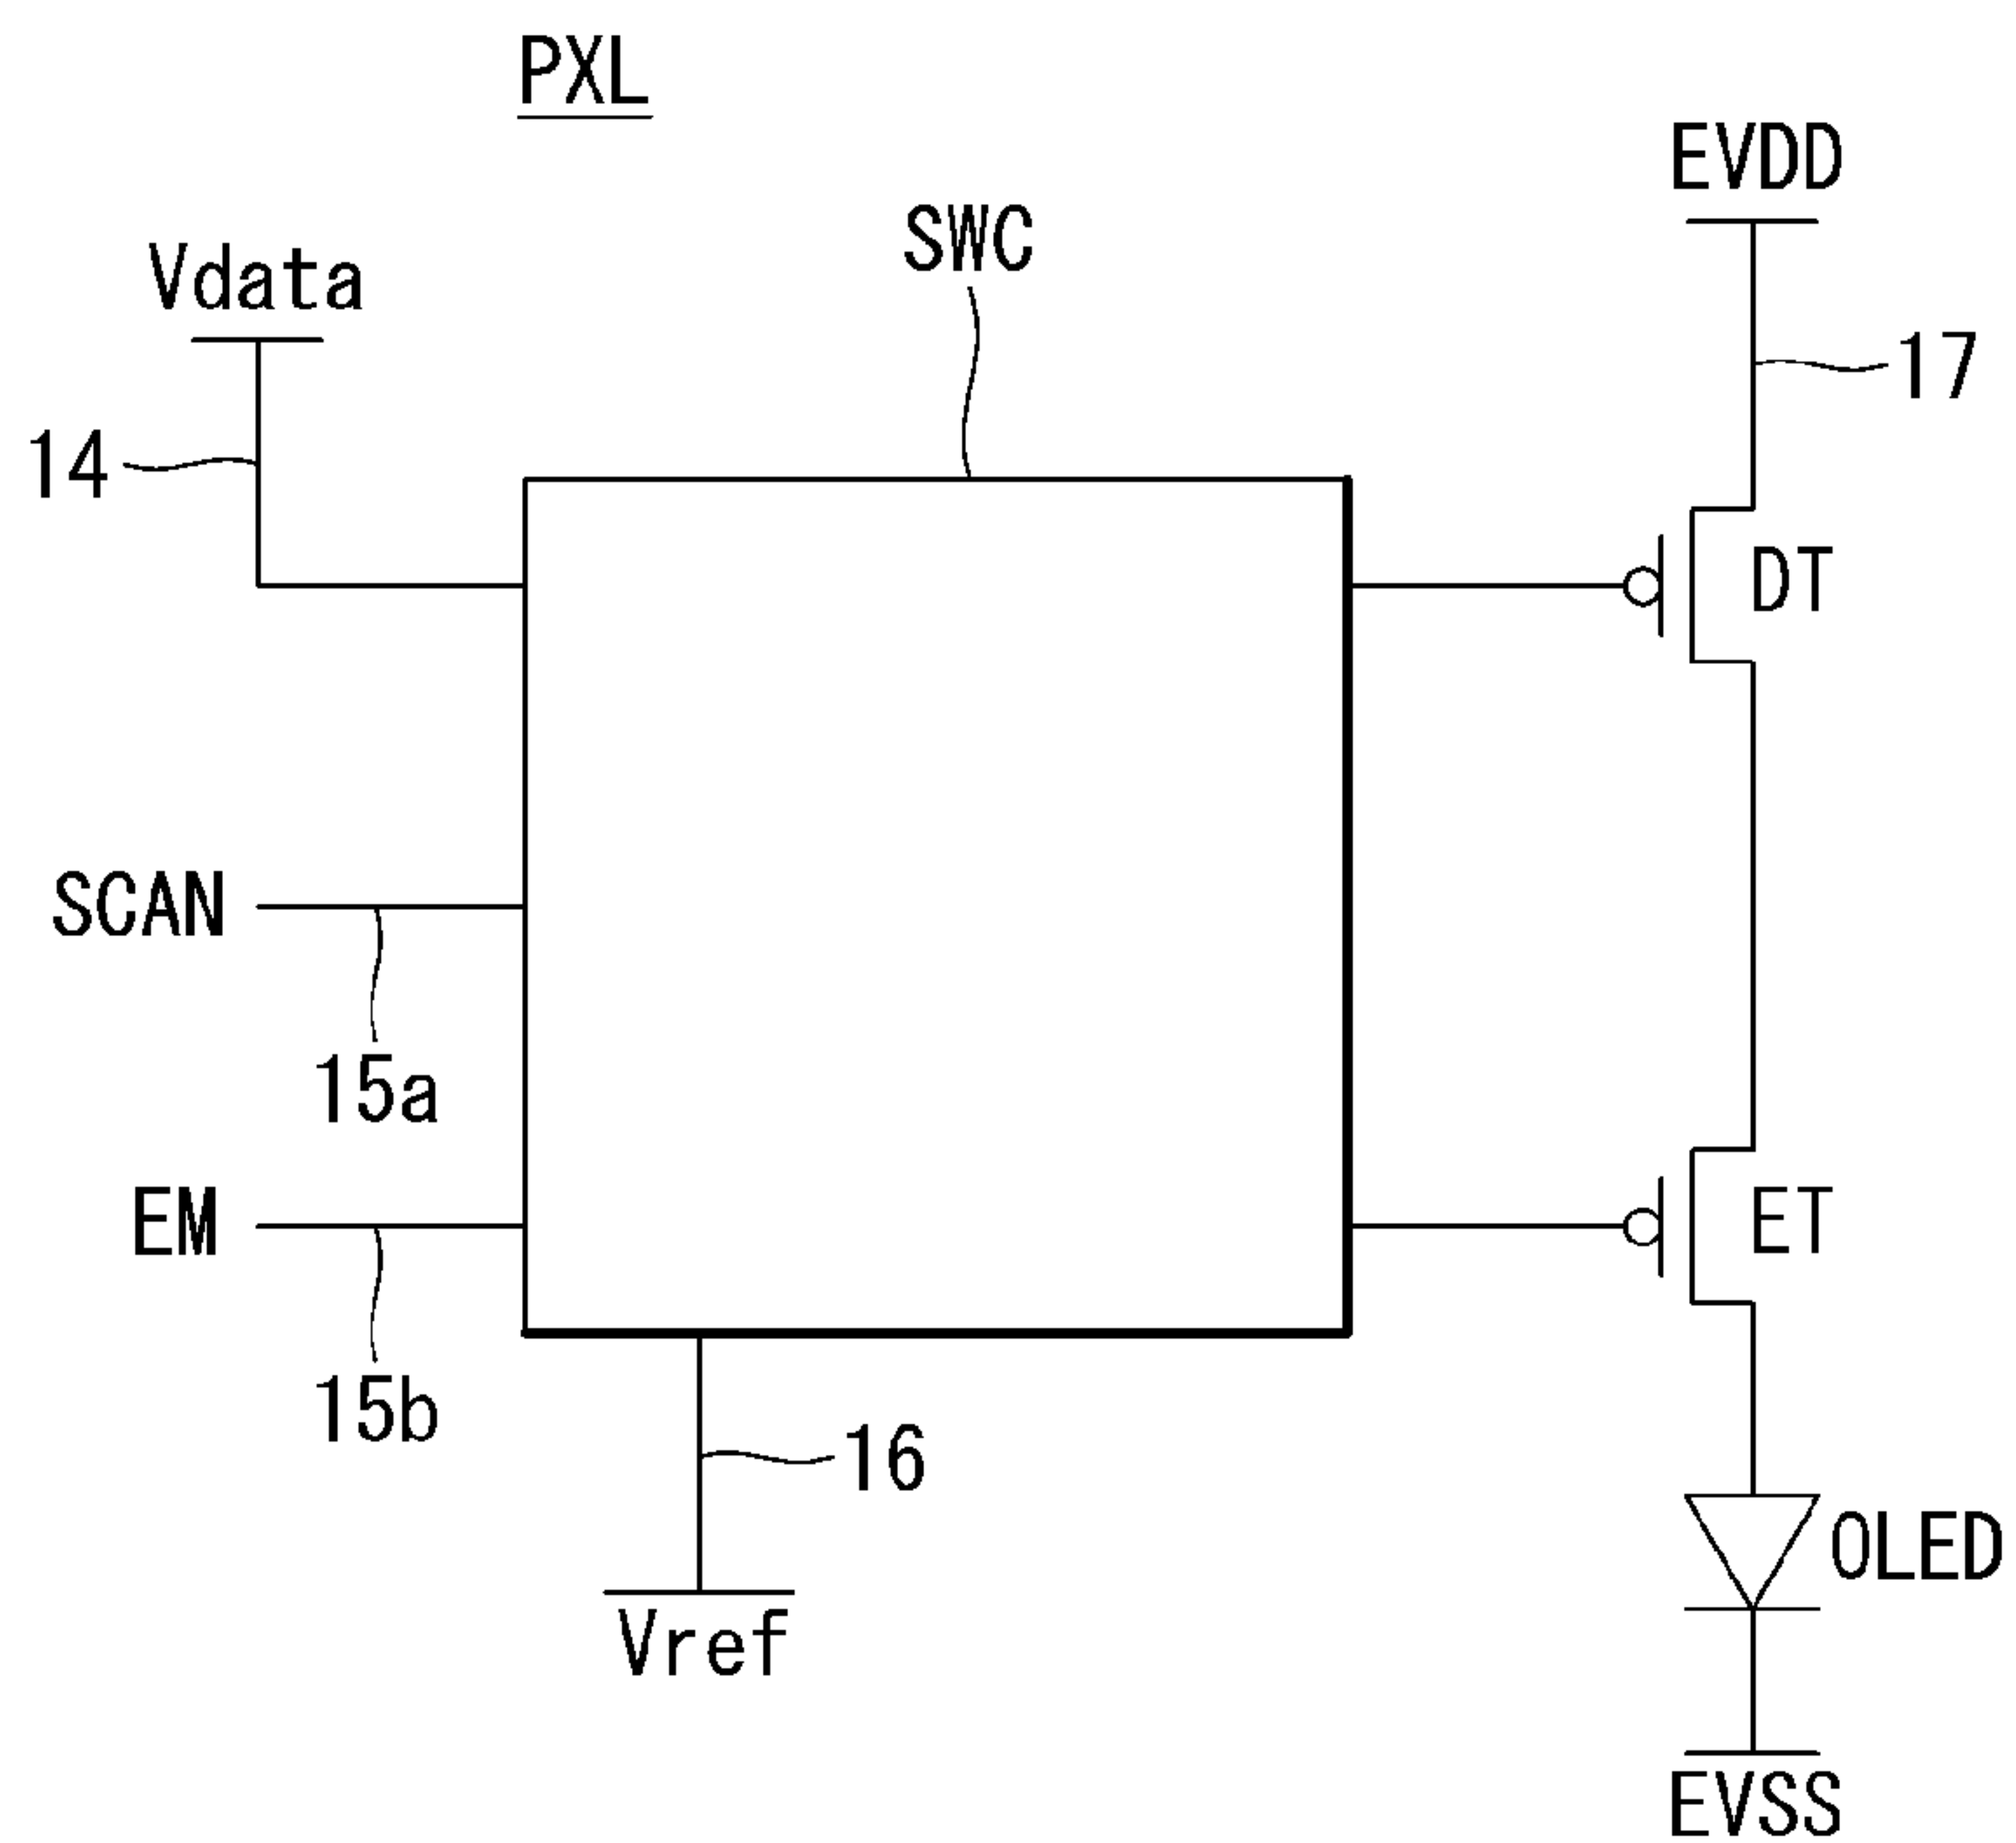 PXL
EVDD
SWC
Vdata
17
14
DT
SCAN
15a
EM
ET
15b
16
OLED
Vref
EVSS